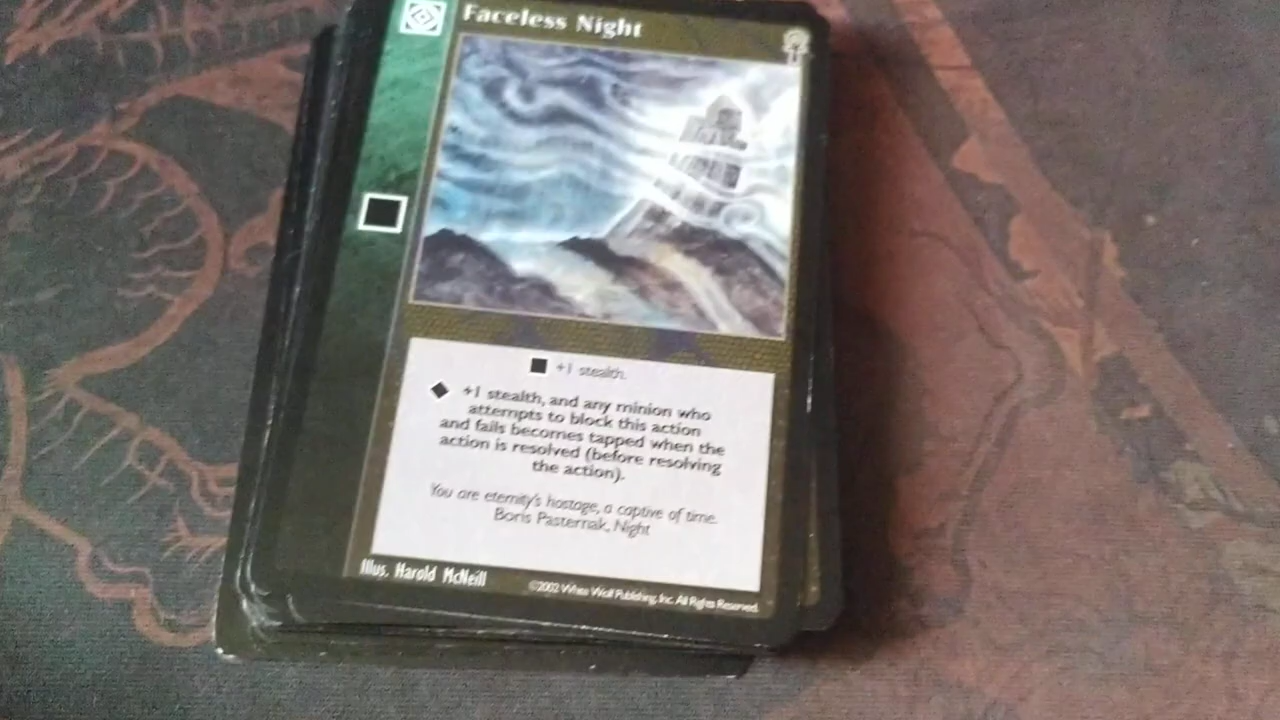 Faceless Night
+1 stealth.
+1 stealth, and any minion who
attempts to block this action
and fails becomes tapped when the
action is resolved (before resolving
the action).
You are eternity's hostage, a captive of time.
Boris Pasternak, Night
Illus. Harold McNeill
©2002 White Wolf Publishing, Inc. All Rights Reserved.